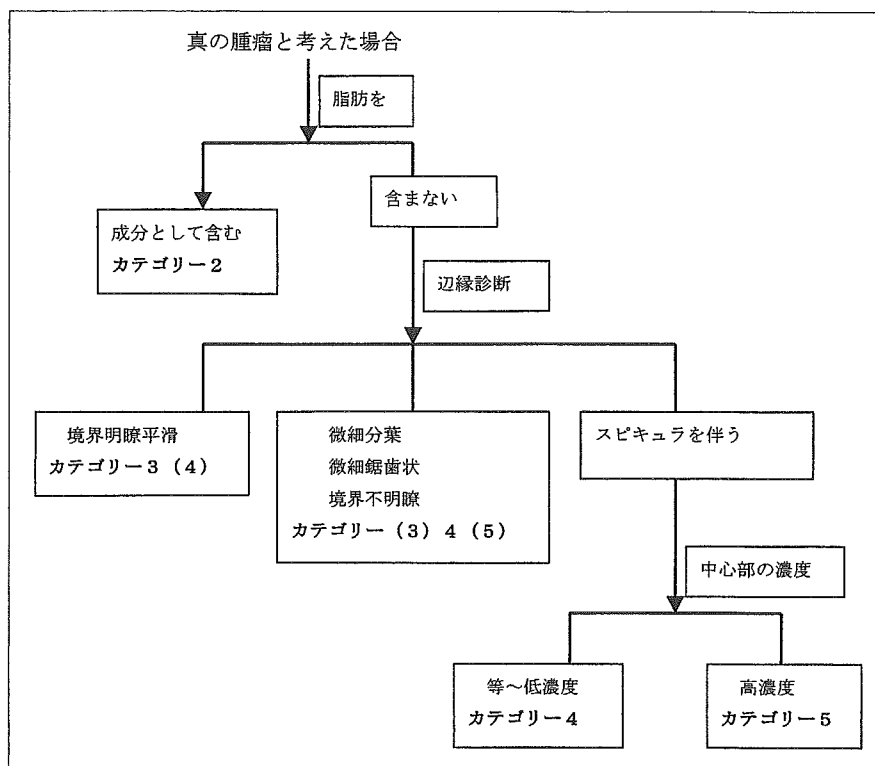 真の腫瘤と考えた場合
脂肪を
含まない
成分として含む
カテゴリー2
辺縁診断
境界明瞭平滑
カテゴリー3（4）
微細分葉
微細鋸歯状
境界不明瞭
カテゴリー（3）4（5）
スピキュラを伴う
中心部の濃度
等～低濃度
カテゴリー4
高濃度
カテゴリー5